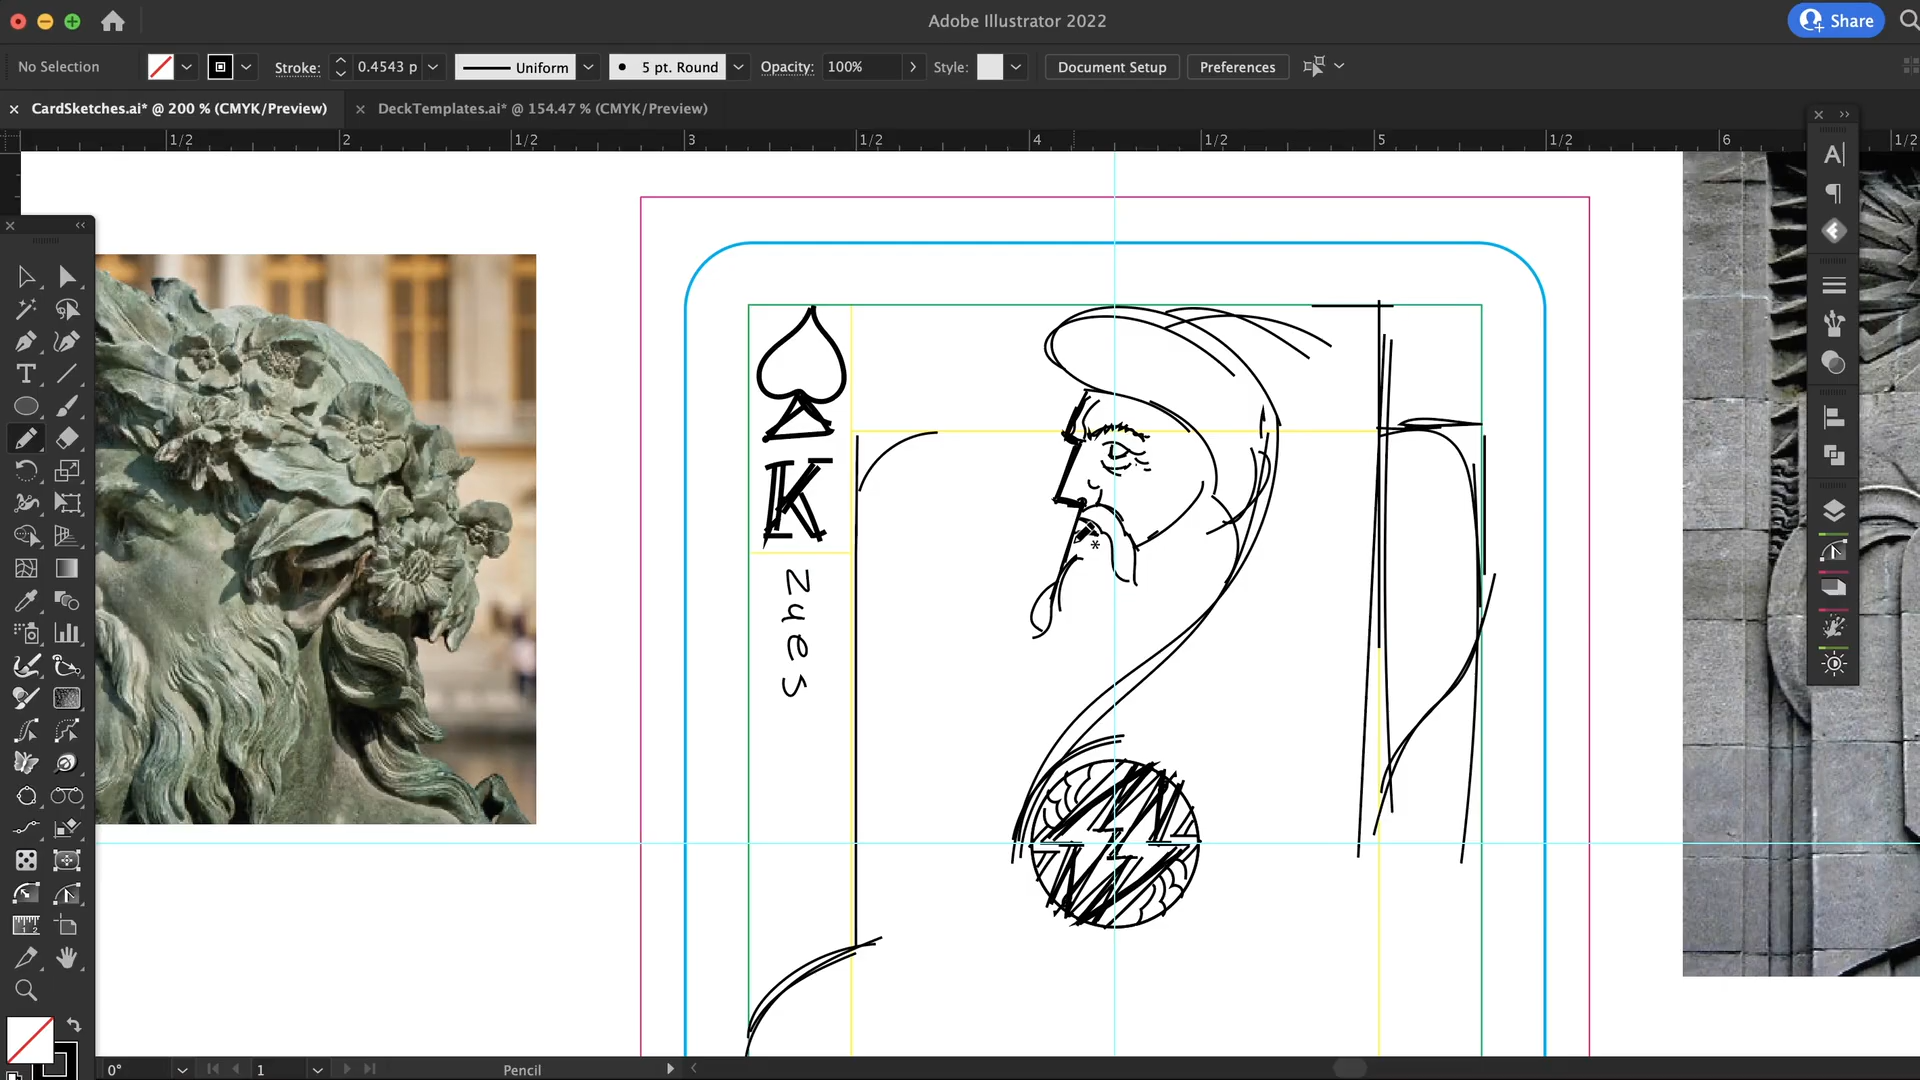 Adobe Illustrator 2022
Share
No Selection
Stroke:
0.4543 p
Uniform
5 pt. Round
Opacity:
100%
Style:
Document Setup
Preferences
CardSketches.ai* @ 200 % (CMYK/Preview)
DeckTemplates.ai* @ 154.47 % (CMYK/Preview)
1/2 2 1/2 3 1/2 4 1/2 5 1/2 6 1/2
K
Zues
0°
1
Pencil